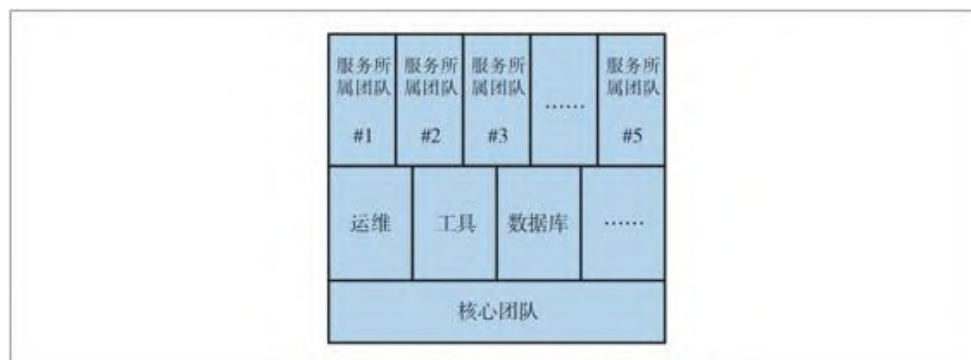 服务所 服务所 服务所 服务所
属团队 属团队 属团队 …… 属团队
#1 #2 #3 #5
运维 工具 数据库 ……
核心团队